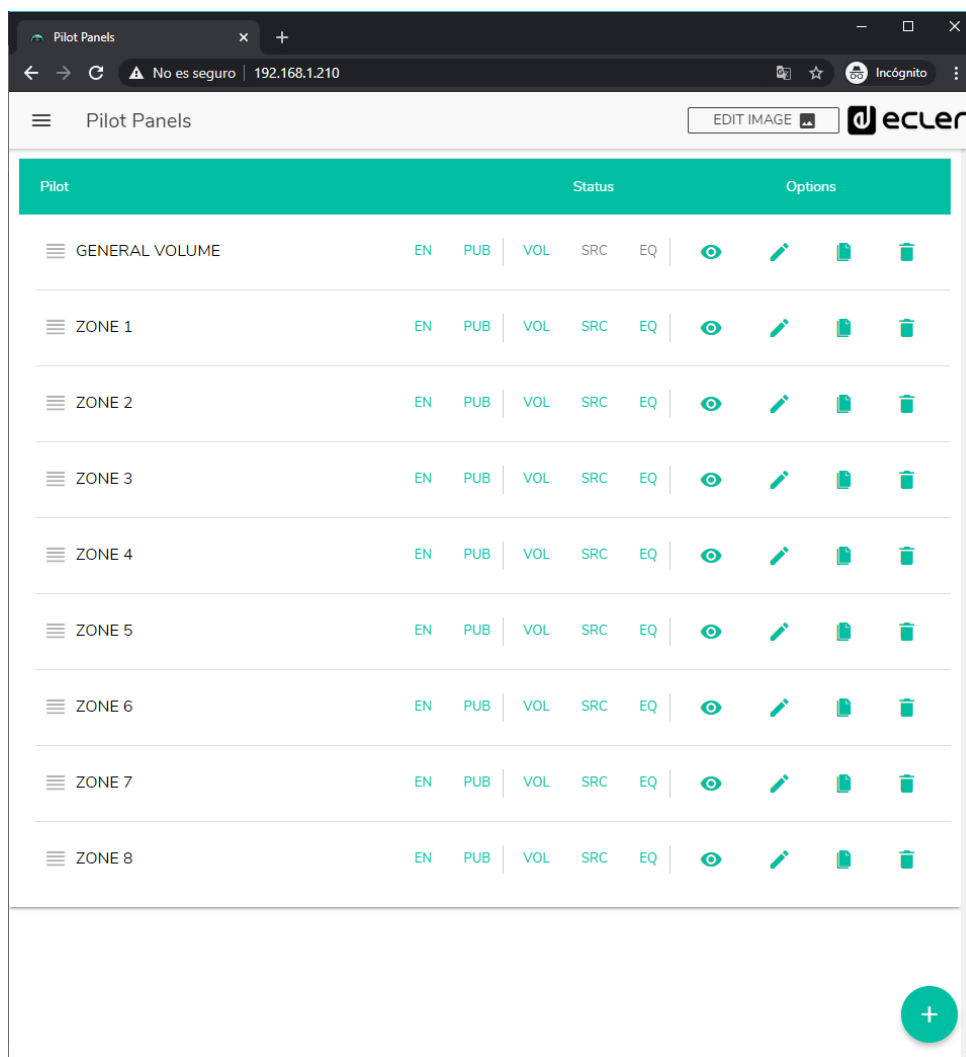 Pilot Panels
No es seguro 192.168.1.210 Incógnito
Pilot Panels EDIT IMAGE ecler
Pilot Status Options
GENERAL VOLUME EN PUB VOL SRC EQ
ZONE 1 EN PUB VOL SRC EQ
ZONE 2 EN PUB VOL SRC EQ
ZONE 3 EN PUB VOL SRC EQ
ZONE 4 EN PUB VOL SRC EQ
ZONE 5 EN PUB VOL SRC EQ
ZONE 6 EN PUB VOL SRC EQ
ZONE 7 EN PUB VOL SRC EQ
ZONE 8 EN PUB VOL SRC EQ